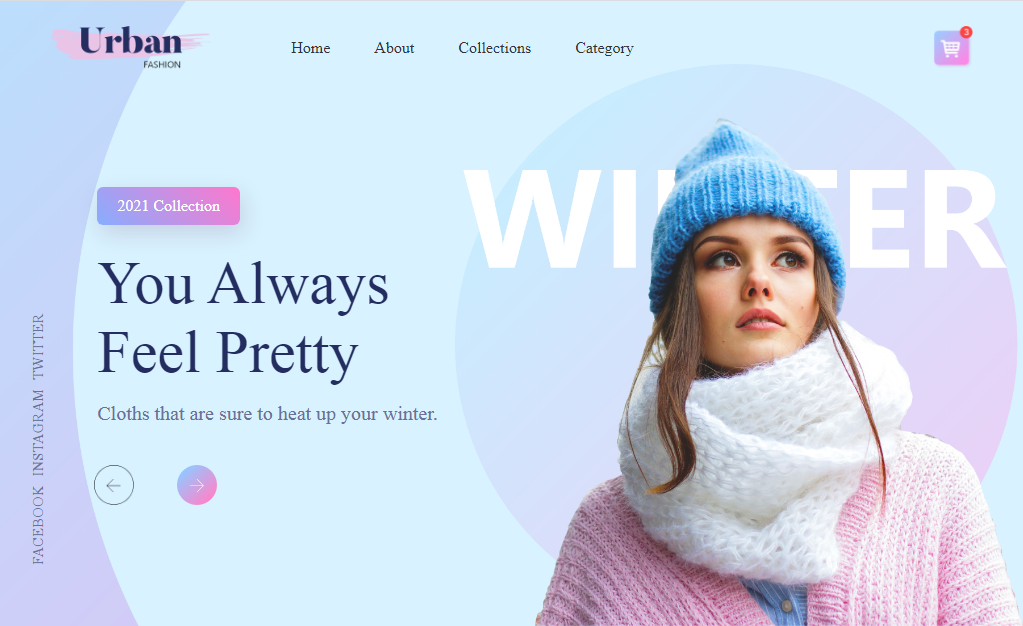 Urban
FASHION
Home
About
Collections
Category
3
WINTER
2021 Collection
You Always
Feel Pretty
Cloths that are sure to heat up your winter.
FACEBOOK INSTAGRAM TWITTER